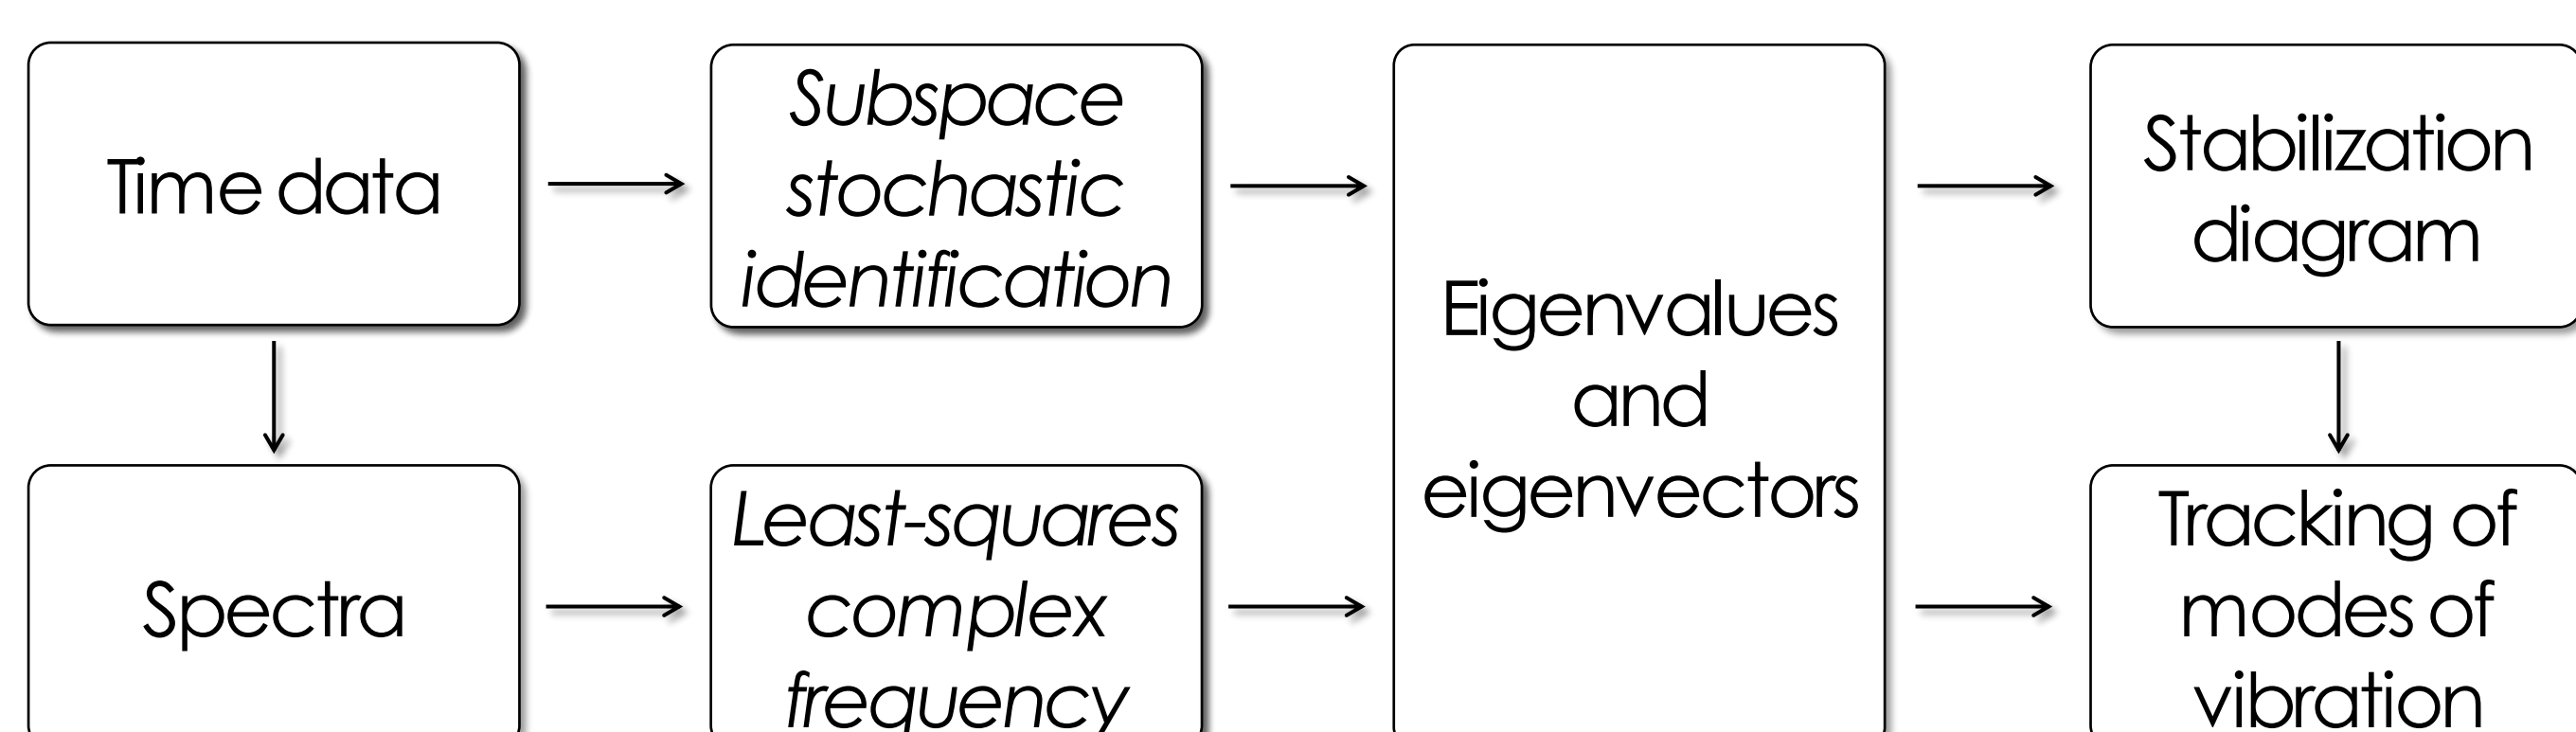 Time data
Subspace
stochastic
identification
Eigenvalues
and
eigenvectors
Stabilization
diagram
Spectra
Least-squares
complex
frequency
Tracking of
modes of
vibration